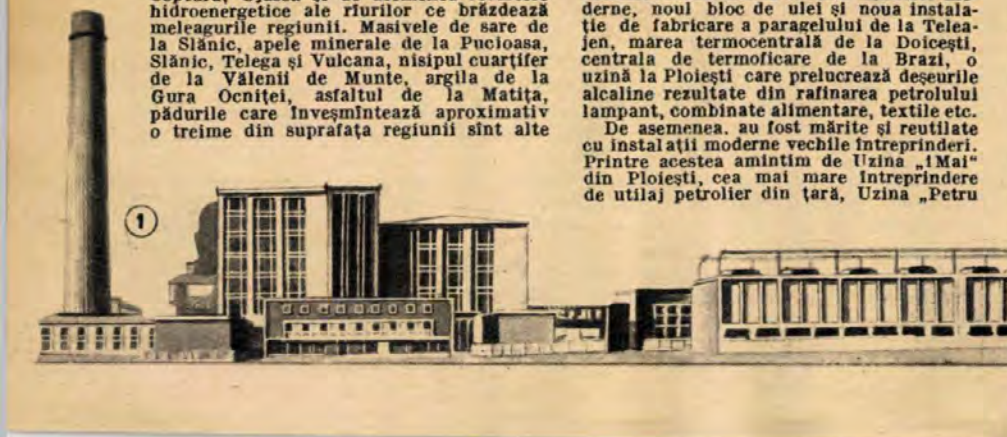 hidroenergetice ale rîurilor ce brăzdează
meleagurile regiunii. Masivele de sare de
la Slănic, apele minerale de la Pucioasa,
Slănic, Telega și Vulcana, nisipul cuarțifer
de la Vălenii de Munte, argila de la
Gura Ocniței, asfaltul de la Matița,
pădurile care înveșmîntează aproximativ
o treime din suprafața regiunii sînt alte
derne, noul bloc de ulei și noua instala-
ție de fabricare a paragelului de la Telea-
jen, marea termocentrală de la Doicești,
centrala de termoficare de la Brazi, o
uzină la Ploiești care prelucrează deșeurile
alcaline rezultate din rafinarea petrolului
lampant, combinate alimentare, textile etc.
De asemenea. au fost mărite și reutilate
cu instalații moderne vechile întreprinderi.
Printre acestea amintim de Uzina „1 Mai“
din Ploiești, cea mai mare întreprindere
de utilaj petrolier din țară, Uzina „Petru
1